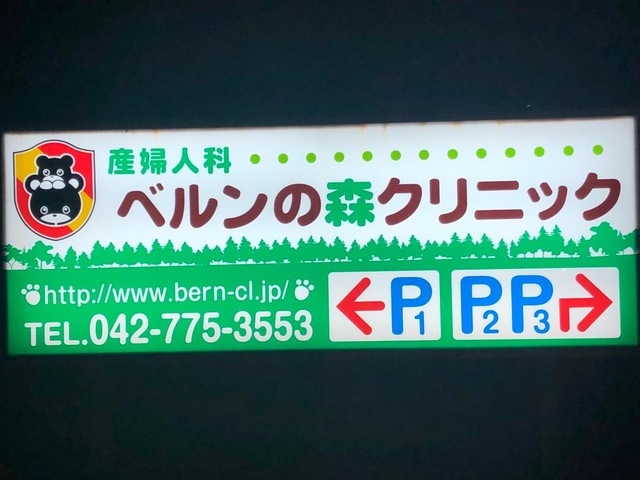 産婦人科
ベルンの森クリニック
http://www.bern-cl.jp/
TEL.042-775-3553
←P1
P2 P3→